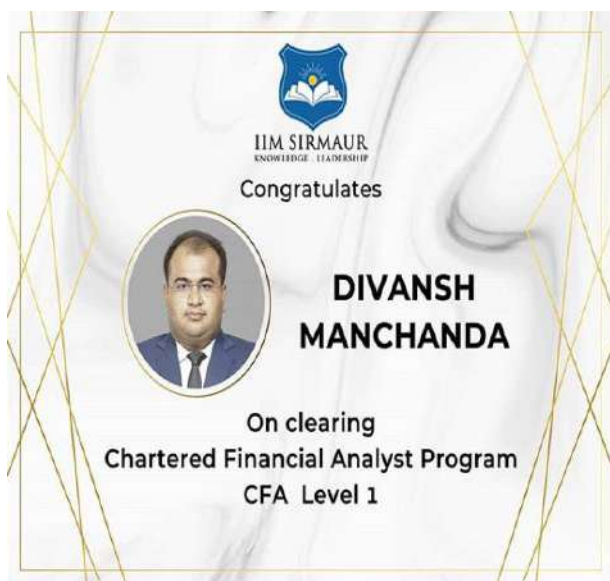 IIM SIRMAUR
KNOWLEDGE . LEADERSHIP
Congratulates
DIVANSH
MANCHANDA
On clearing
Chartered Financial Analyst Program
CFA Level 1